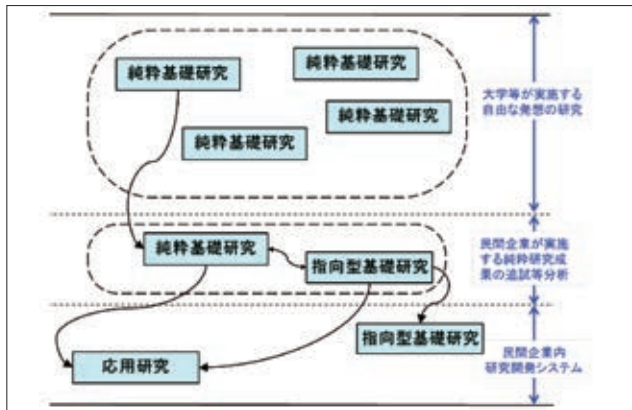 純粋基礎研究
純粋基礎研究
純粋基礎研究
純粋基礎研究
大学等が実施する
自由な発想の研究
純粋基礎研究
指向型基礎研究
民間企業が実施
する純粋研究成
果の追試等分析
指向型基礎研究
応用研究
民間企業内
研究開発システム